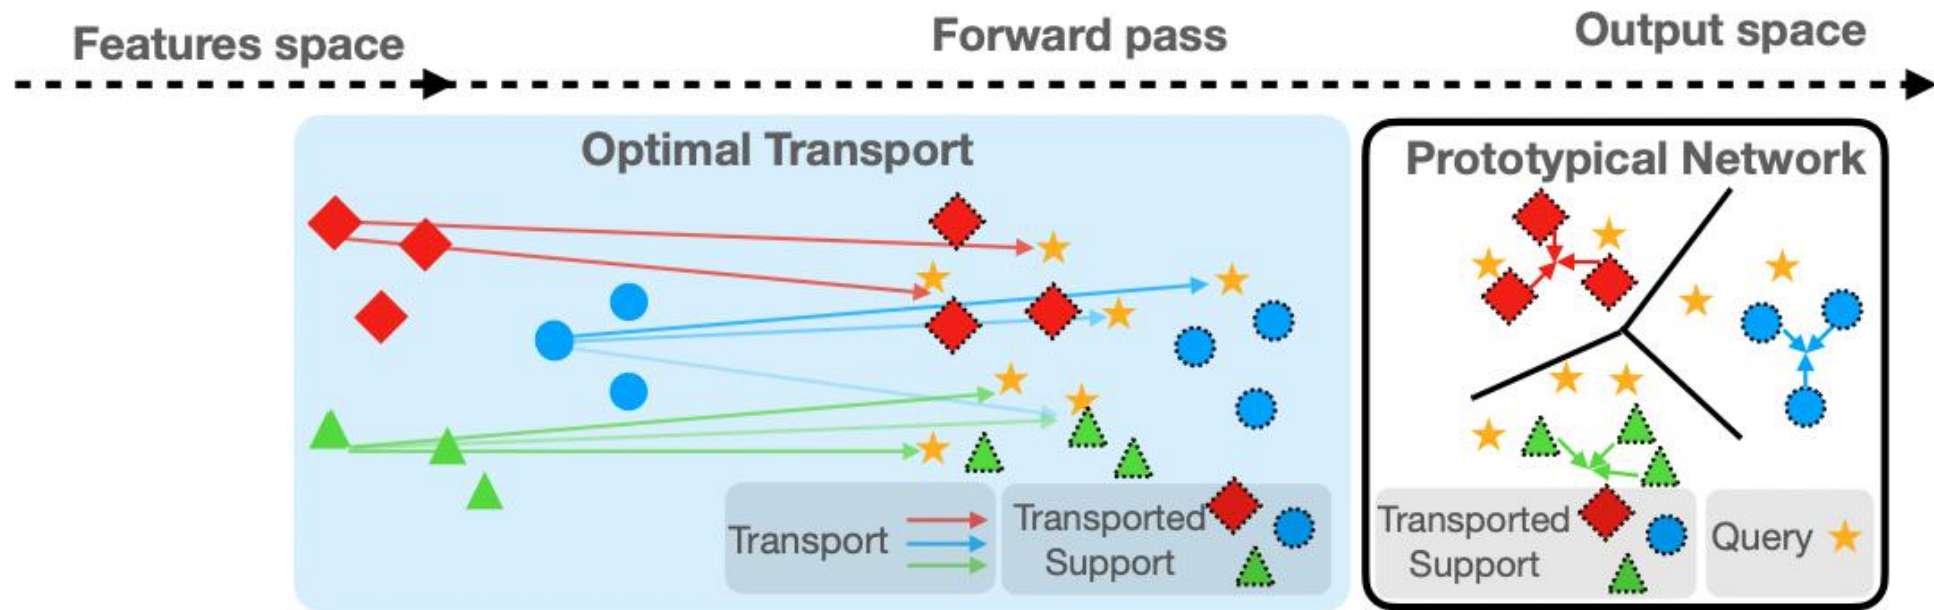 Features space
Forward pass
Output space
Optimal Transport
Prototypical Network
Transport
Transported
Support
Transported
Support
Query